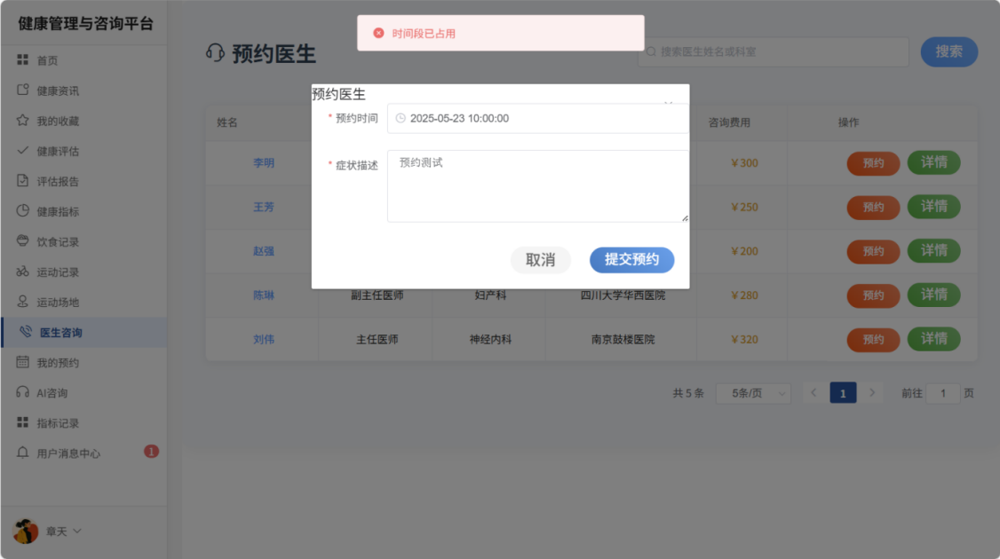 健康管理与咨询平台
首页
健康资讯
我的收藏
健康评估
评估报告
健康指标
饮食记录
运动记录
运动场地
医生咨询
我的预约
AI咨询
指标记录
用户消息中心 1
章天
时间段已占用
预约医生
搜索医生姓名或科室
搜索
预约医生
* 预约时间 2025-05-23 10:00:00
* 症状描述 预约测试
取消 提交预约
姓名 咨询费用 操作
李明 ¥300 预约 详情
王芳 ¥250 预约 详情
赵强 ¥200 预约 详情
陈琳 副主任医师 妇产科 四川大学华西医院 ¥280 预约 详情
刘伟 主任医师 神经内科 南京鼓楼医院 ¥320 预约 详情
共 5 条 5条/页 1 前往 1 页